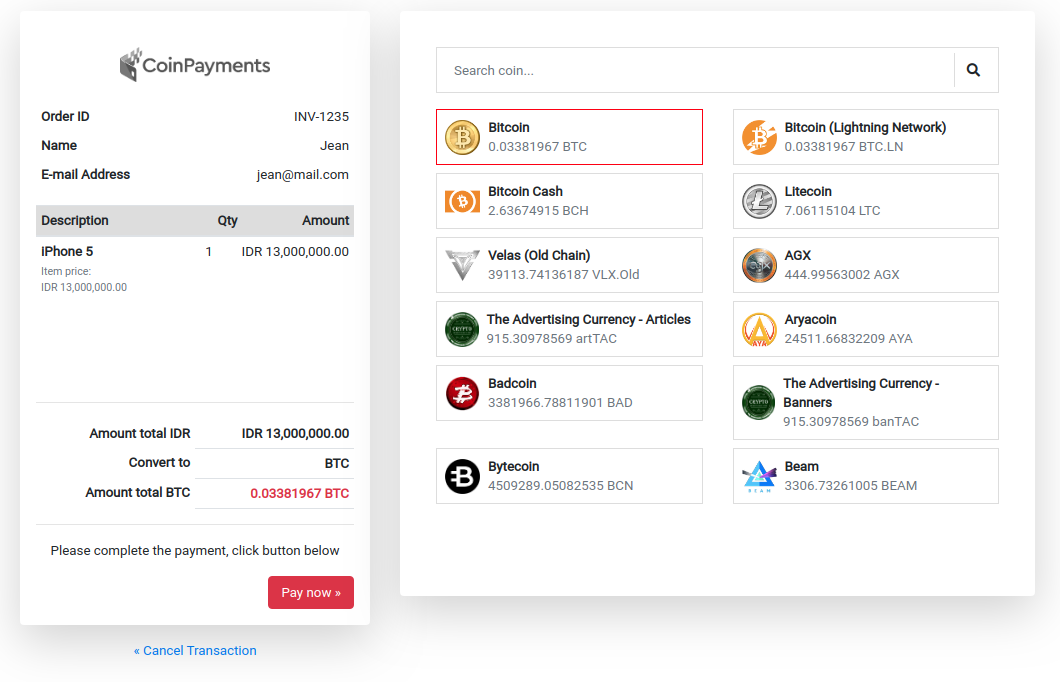 CoinPayments
Order ID INV-1235
Name Jean
E-mail Address jean@mail.com
Description Qty Amount
iPhone 5 1 IDR 13,000,000.00
Item price:
IDR 13,000,000.00
Amount total IDR IDR 13,000,000.00
Convert to BTC
Amount total BTC 0.03381967 BTC
Please complete the payment, click button below
Pay now »
« Cancel Transaction
Search coin...
Bitcoin
0.03381967 BTC
Bitcoin (Lightning Network)
0.03381967 BTC.LN
Bitcoin Cash
2.63674915 BCH
Litecoin
7.06115104 LTC
Velas (Old Chain)
39113.74136187 VLX.Old
AGX
444.99563002 AGX
The Advertising Currency - Articles
915.30978569 artTAC
CRYPTO
Aryacoin
24511.66832209 AYA
AYA
Badcoin
3381966.78811901 BAD
The Advertising Currency -
Banners
915.30978569 banTAC
CRYPTO
Bytecoin
4509289.05082535 BCN
Beam
3306.73261005 BEAM
BEAM